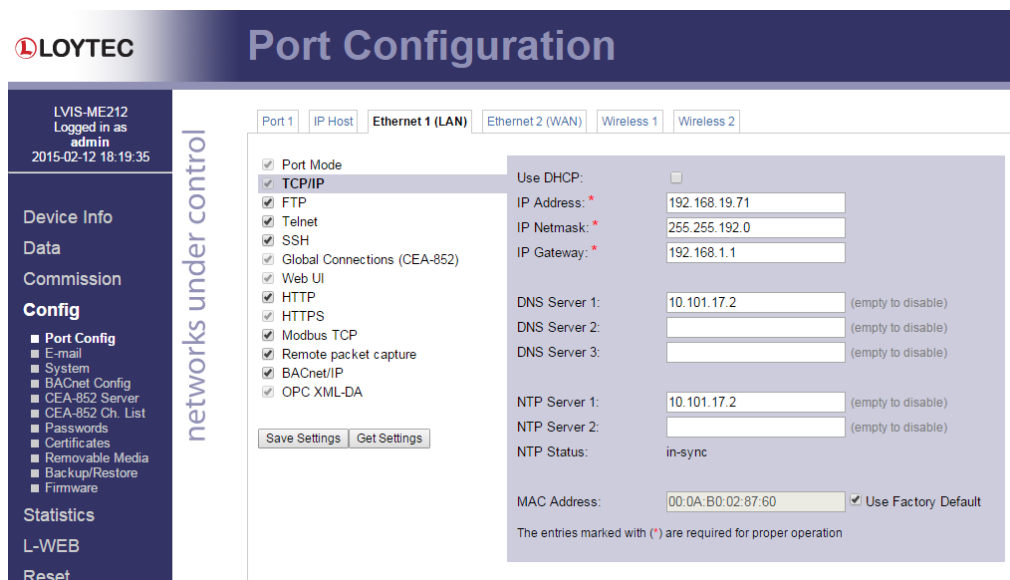 LOYTEC
Port Configuration
LVIS-ME212
Logged in as
admin
2015-02-12 18:19:35
Device Info
Data
Commission
Config
Port Config
E-mail
System
BACnet Config
CEA-852 Server
CEA-852 Ch. List
Passwords
Certificates
Removable Media
Backup/Restore
Firmware
Statistics
L-WEB
Reset
networks under control
Port 1 IP Host Ethernet 1 (LAN) Ethernet 2 (WAN) Wireless 1 Wireless 2
Port Mode
TCP/IP
FTP
Telnet
SSH
Global Connections (CEA-852)
Web UI
HTTP
HTTPS
Modbus TCP
Remote packet capture
BACnet/IP
OPC XML-DA
Save Settings Get Settings
Use DHCP:
IP Address: * 192.168.19.71
IP Netmask: * 255.255.192.0
IP Gateway: * 192.168.1.1
DNS Server 1: 10.101.17.2 (empty to disable)
DNS Server 2: (empty to disable)
DNS Server 3: (empty to disable)
NTP Server 1: 10.101.17.2 (empty to disable)
NTP Server 2: (empty to disable)
NTP Status: in-sync
MAC Address: 00:0A:B0:02:87:60 Use Factory Default
The entries marked with (*) are required for proper operation